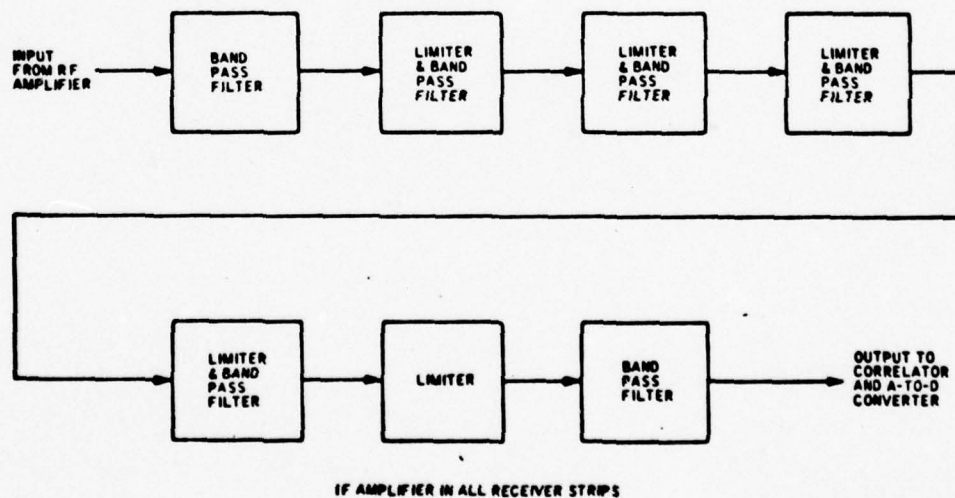 INPUT
FROM RF
AMPLIFIER
BAND
PASS
FILTER
LIMITER
& BAND
PASS
FILTER
LIMITER
& BAND
PASS
FILTER
LIMITER
& BAND
PASS
FILTER
LIMITER
& BAND
PASS
FILTER
LIMITER
BAND
PASS
FILTER
OUTPUT TO
CORRELATOR
AND A-TO-D
CONVERTER
IF AMPLIFIER IN ALL RECEIVER STRIPS